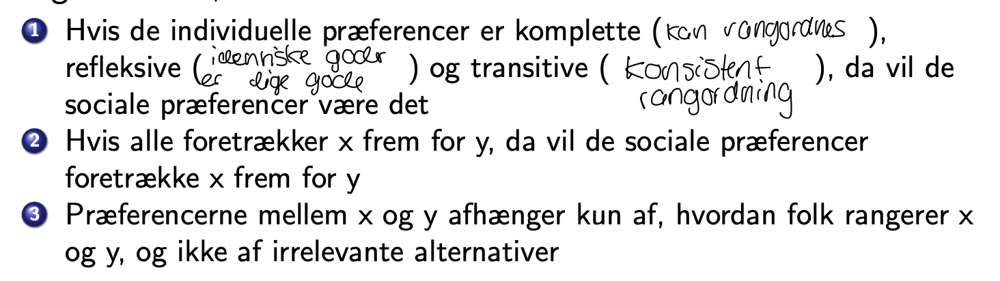 1 Hvis de individuelle præferencer er komplette (kan rangordnes ),
refleksive (identiske goder er lige gode ) og transitive ( konsistent rangordning ), da vil de
sociale præferencer være det
2 Hvis alle foretrækker x frem for y, da vil de sociale præferencer
foretrække x frem for y
3 Præferencerne mellem x og y afhænger kun af, hvordan folk rangerer x
og y, og ikke af irrelevante alternativer